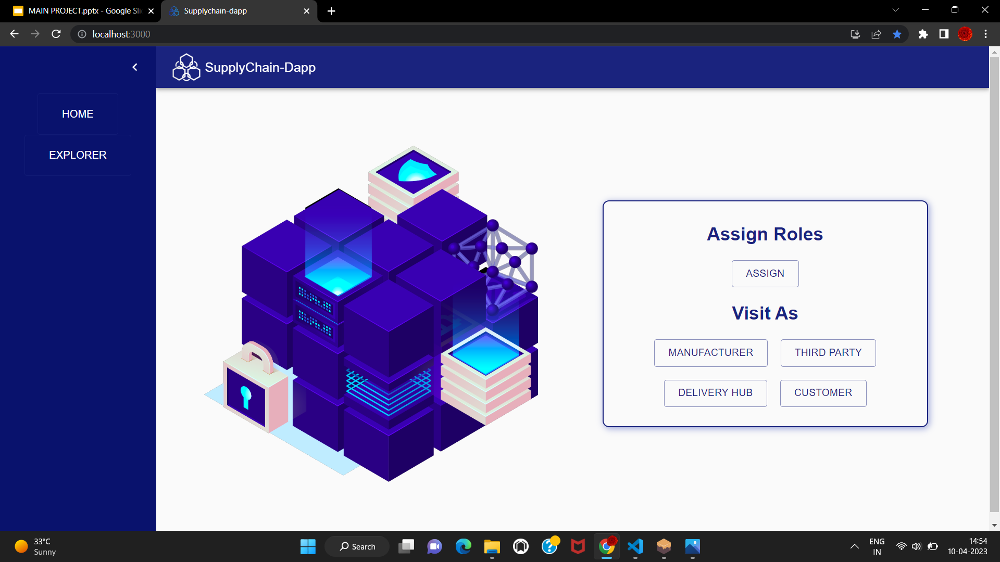 MAIN PROJECT.pptx - Google Sli
Supplychain-dapp
localhost:3000
SupplyChain-Dapp
HOME
EXPLORER
Assign Roles
ASSIGN
Visit As
MANUFACTURER
THIRD PARTY
DELIVERY HUB
CUSTOMER
33°C
Sunny
Search
ENG
IN
14:54
10-04-2023